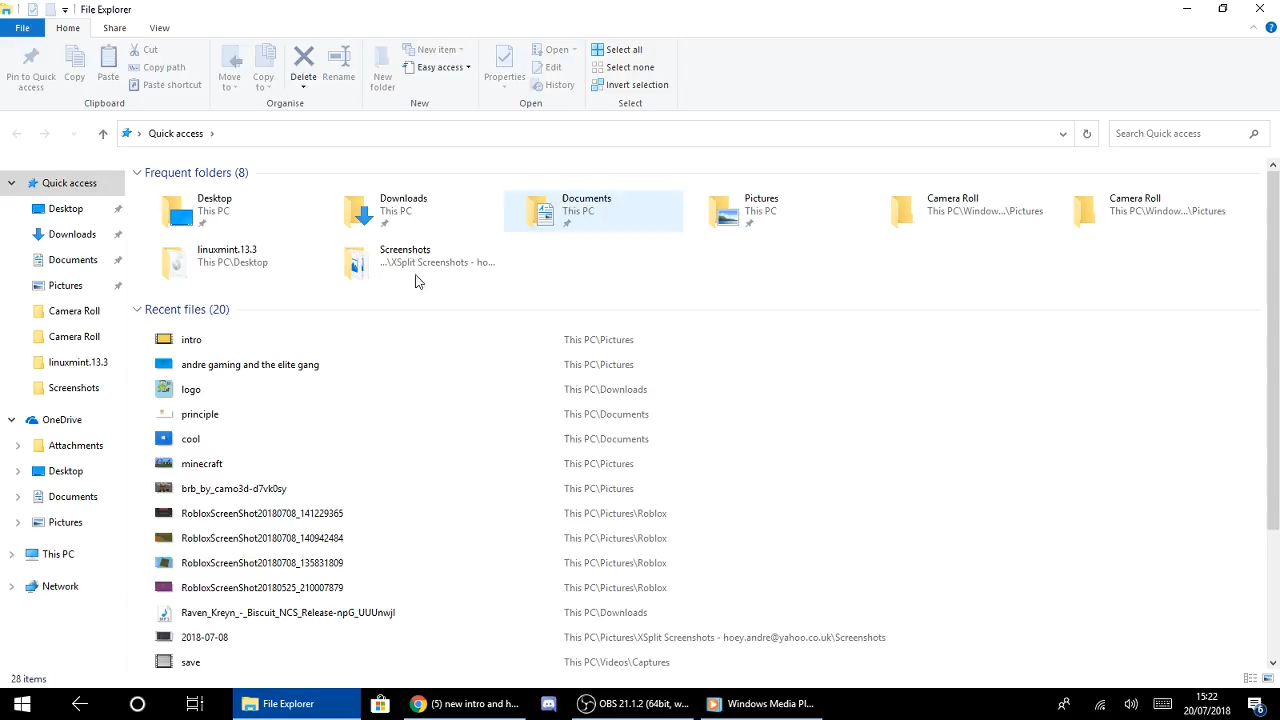 File Explorer
File
Home
Share
View
Pin to Quick access
Copy
Paste
Cut
Copy path
Paste shortcut
Clipboard
Move to
Copy to
Delete
Rename
Organise
New folder
New item
Easy access
New
Properties
Open
Edit
History
Open
Select all
Select none
Invert selection
Select
Quick access
Search Quick access
Quick access
Desktop
Downloads
Documents
Pictures
Camera Roll
Camera Roll
linuxmint.13.3
Screenshots
OneDrive
Attachments
Desktop
Documents
Pictures
This PC
Network
Frequent folders (8)
Desktop
This PC
Downloads
This PC
Documents
This PC
Pictures
This PC
Camera Roll
This PC\Window...\Pictures
Camera Roll
This PC\Window...\Pictures
linuxmint.13.3
This PC\Desktop
Screenshots
...\XSplit Screenshots - ho...
Recent files (20)
intro This PC\Pictures
andre gaming and the elite gang This PC\Pictures
logo This PC\Downloads
principle This PC\Documents
cool This PC\Documents
minecraft This PC\Pictures
brb_by_camo3d-d7vk0sy This PC\Pictures
RobloxScreenShot20180708_141229365 This PC\Pictures\Roblox
RobloxScreenShot20180708_140942484 This PC\Pictures\Roblox
RobloxScreenShot20180708_135831809 This PC\Pictures\Roblox
RobloxScreenShot20180525_210007879 This PC\Pictures\Roblox
Raven_Kreyn_-_Biscuit_NCS_Release-npG_UUUnwjI This PC\Downloads
2018-07-08 This PC\Pictures\XSplit Screenshots - hoey.andre@yahoo.co.uk\Screenshots
save This PC\Videos\Captures
28 items
File Explorer
(5) new intro and h...
OBS 21.1.2 (64bit, w...
Windows Media Pl...
15:22
20/07/2018
6